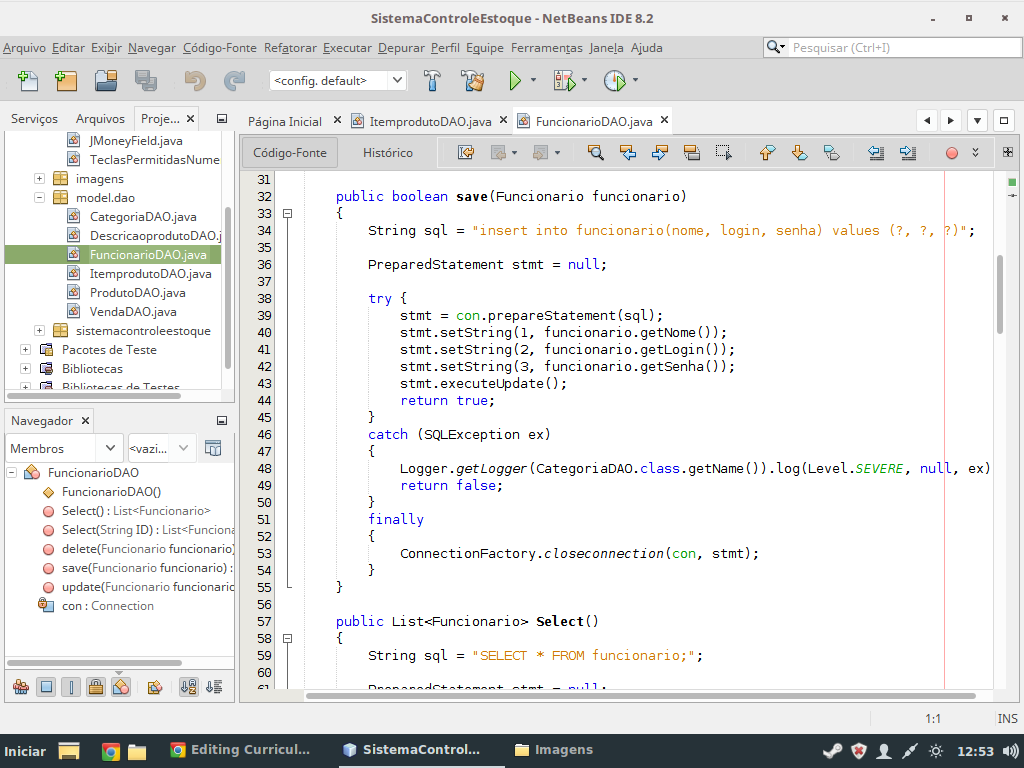 SistemaControleEstoque - NetBeans IDE 8.2
Arquivo Editar Exibir Navegar Código-Fonte Refatorar Executar Depurar Perfil Equipe Ferramentas Janela Ajuda
Pesquisar (Ctrl+I)
<config. default>
Serviços Arquivos Proje...
Página Inicial ItemprodutoDAO.java FuncionarioDAO.java
JMoneyField.java
TeclasPermitidasNume
imagens
model.dao
CategoriaDAO.java
DescricaoprodutoDAO.j
FuncionarioDAO.java
ItemprodutoDAO.java
ProdutoDAO.java
VendaDAO.java
sistemacontroleestoque
Pacotes de Teste
Bibliotecas
Bibliotecas de Testes
Navegador
Membros <vazi...
FuncionarioDAO
FuncionarioDAO()
Select() : List<Funcionario>
Select(String ID) : List<Funciona
delete(Funcionario funcionario)
save(Funcionario funcionario) :
update(Funcionario funcionario
con : Connection
Código-Fonte Histórico
31
32 public boolean save(Funcionario funcionario)
33 {
34 String sql = "insert into funcionario(nome, login, senha) values (?, ?, ?)";
35
36 PreparedStatement stmt = null;
37
38 try {
39 stmt = con.prepareStatement(sql);
40 stmt.setString(1, funcionario.getNome());
41 stmt.setString(2, funcionario.getLogin());
42 stmt.setString(3, funcionario.getSenha());
43 stmt.executeUpdate();
44 return true;
45 }
46 catch (SQLException ex)
47 {
48 Logger.getLogger(CategoriaDAO.class.getName()).log(Level.SEVERE, null, ex)
49 return false;
50 }
51 finally
52 {
53 ConnectionFactory.closeconnection(con, stmt);
54 }
55 }
56
57 public List<Funcionario> Select()
58 {
59 String sql = "SELECT * FROM funcionario;";
60
61 PreparedStatement stmt = null;
1:1 INS
Iniciar Editing Curricul... SistemaControl... Imagens 12:53